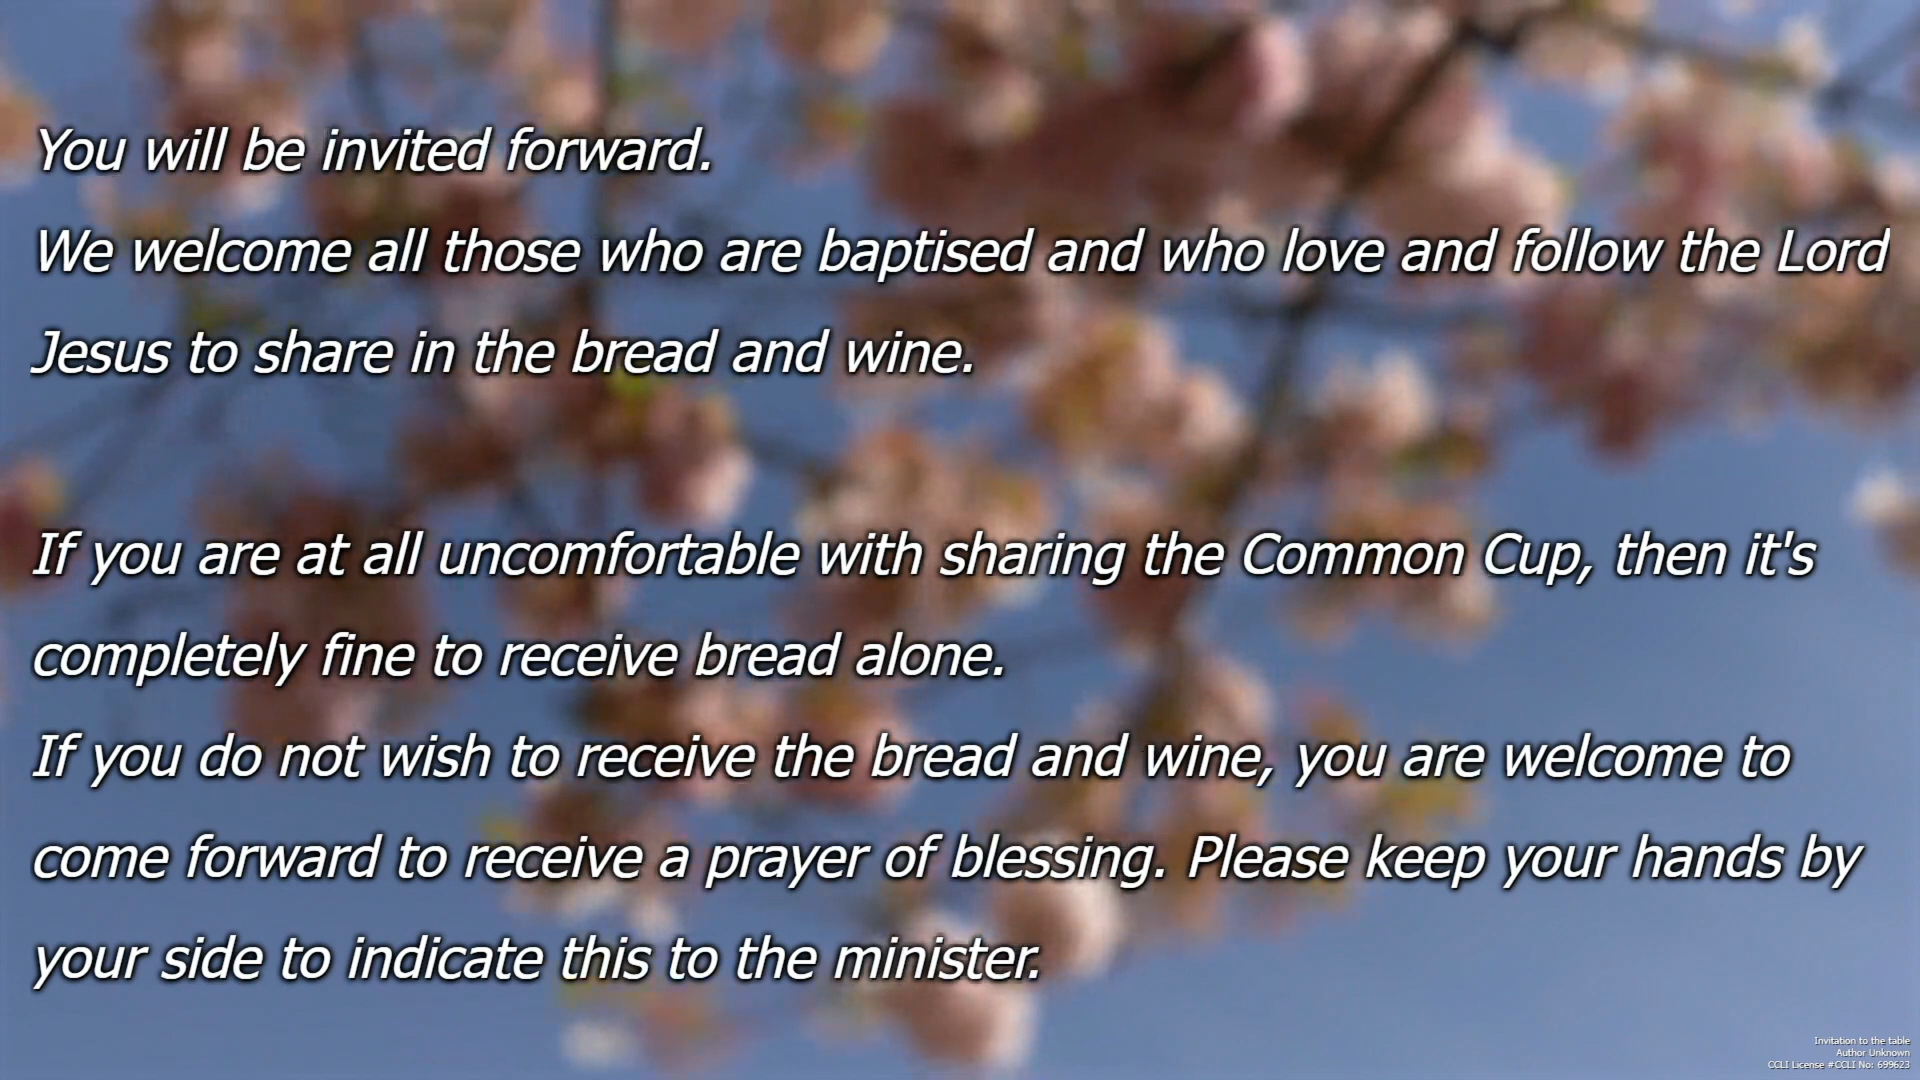 You will be invited forward.
We welcome all those who are baptised and who love and follow the Lord
Jesus to share in the bread and wine.
If you are at all uncomfortable with sharing the Common Cup, then it's
completely fine to receive bread alone.
If you do not wish to receive the bread and wine, you are welcome to
come forward to receive a prayer of blessing. Please keep your hands by
your side to indicate this to the minister.
Invitation to the table
Author Unknown
CCLI License #CCLI No: 699623